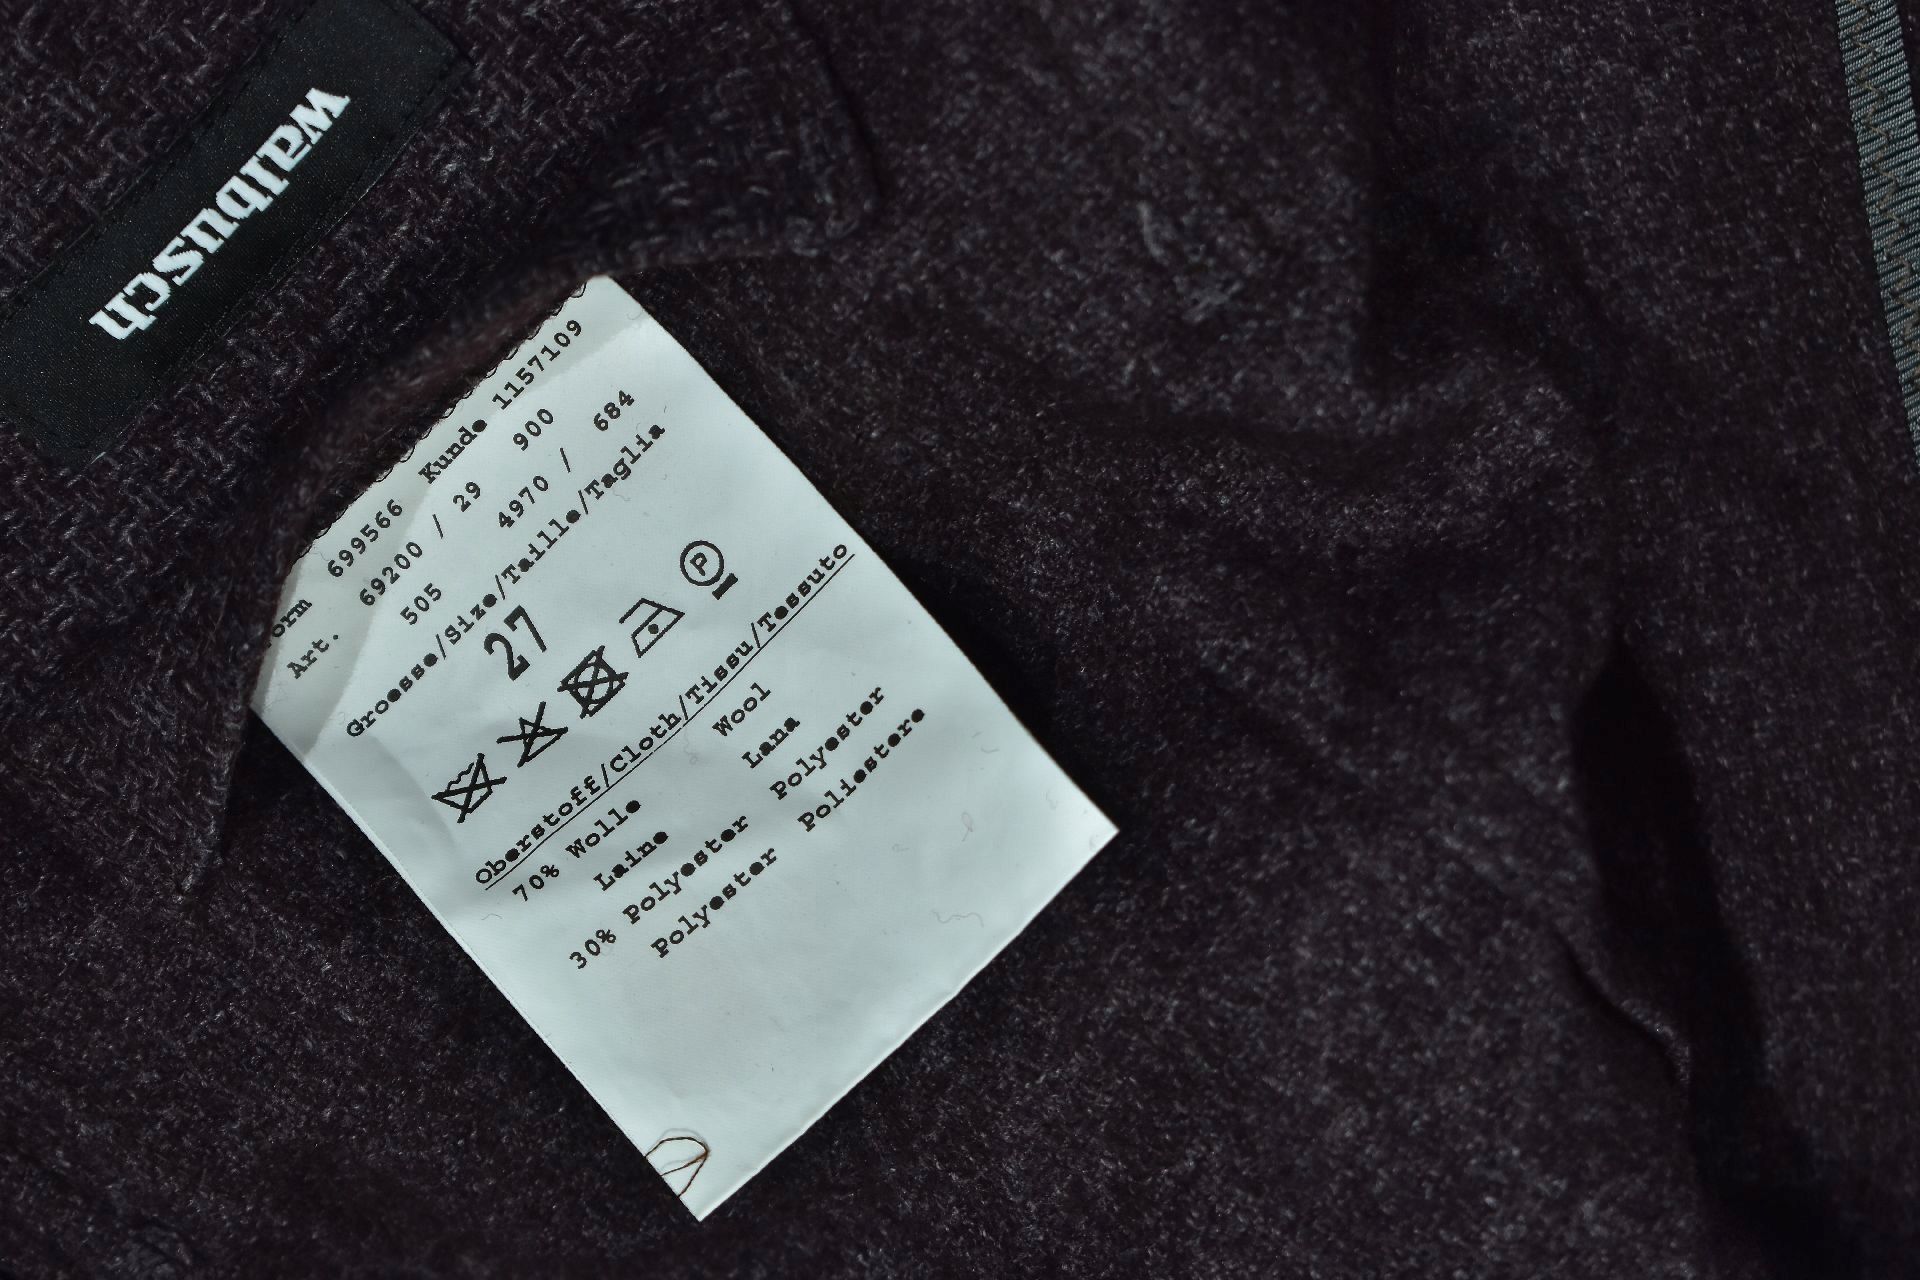 walbusch
orm 699566 Kunde 1157109
Art. 69200 / 29 900
505 4970 / 684
Groesse/Size/Taille/Taglia
27
P
Oberstoff/Cloth/Tissu/Tessuto
70% Wolle Wool
Laine Lana
30% Polyester Polyester
Polyester Poliestere